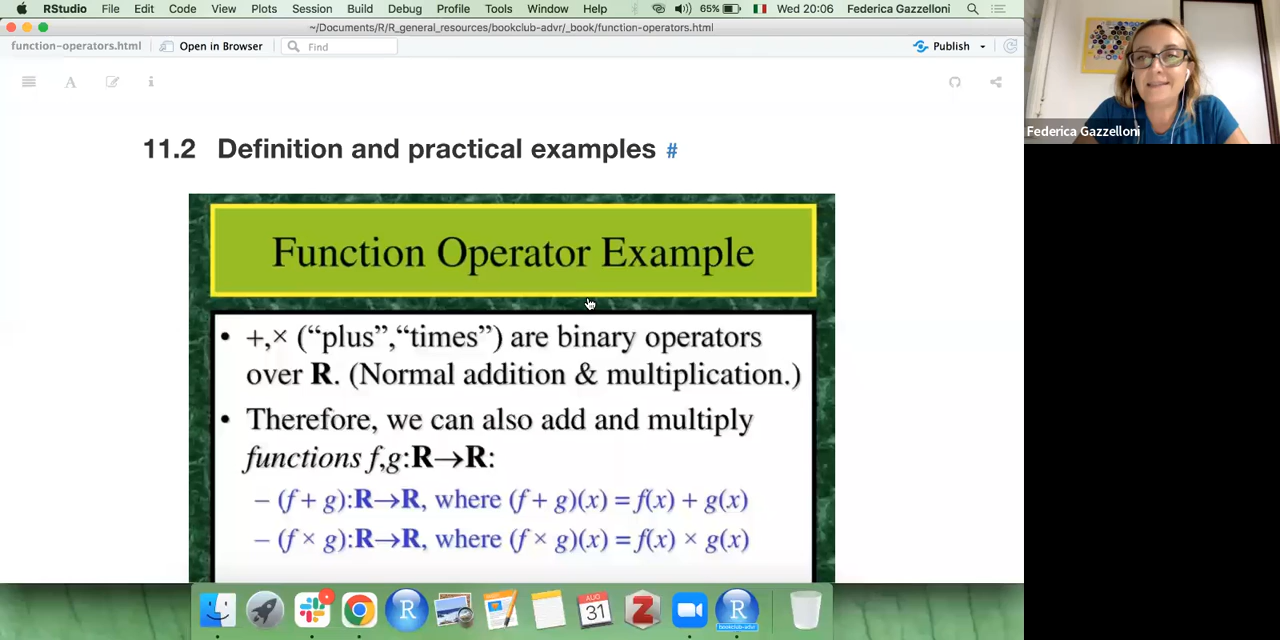 RStudio File Edit Code View Plots Session Build Debug Profile Tools Window Help 65% Wed 20:06 Federica Gazzelloni
~/Documents/R/R_general_resources/bookclub-advr/_book/function-operators.html
function-operators.html Open in Browser Find Publish
A i
11.2 Definition and practical examples #
Function Operator Example
• +,× (“plus”,“times”) are binary operators
over R. (Normal addition & multiplication.)
• Therefore, we can also add and multiply
functions f,g:R→R:
– (f + g):R→R, where (f + g)(x) = f(x) + g(x)
– (f × g):R→R, where (f × g)(x) = f(x) × g(x)
Federica Gazzelloni
R AUG 31 Z R
bookclub-advr